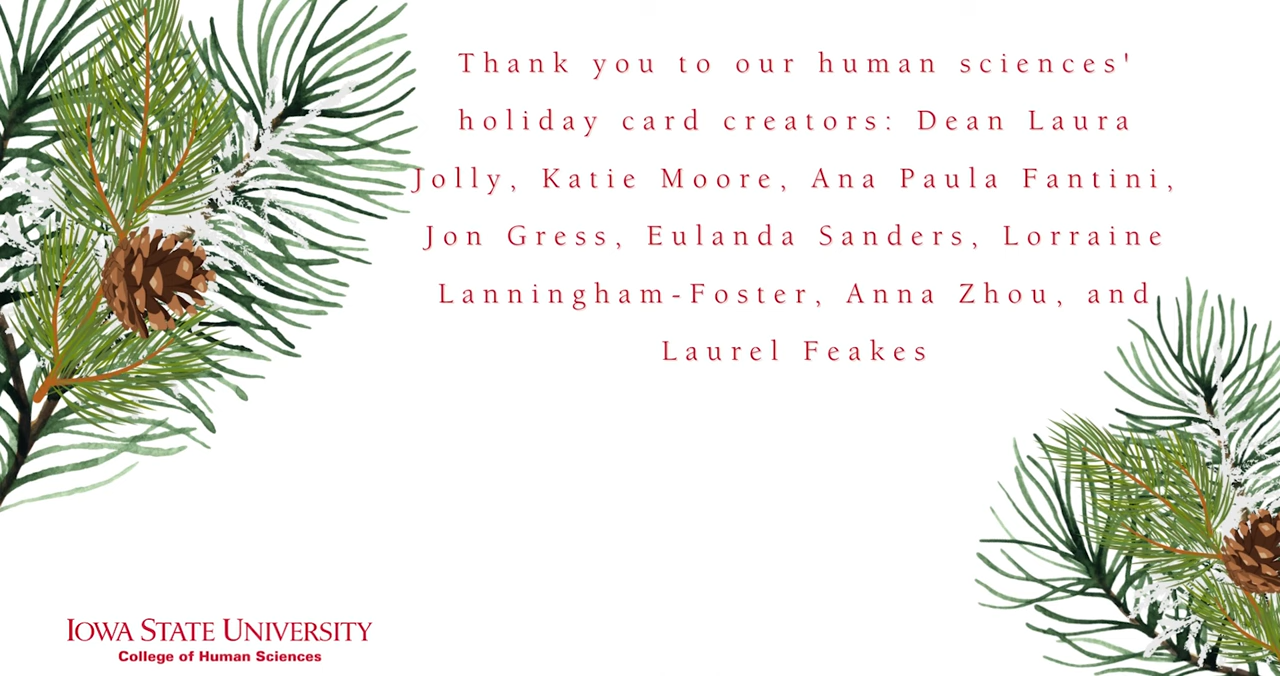 Thank you to our human sciences'
holiday card creators: Dean Laura
Jolly, Katie Moore, Ana Paula Fantini,
Jon Gress, Eulanda Sanders, Lorraine
Lanningham-Foster, Anna Zhou, and
Laurel Feakes
IOWA STATE UNIVERSITY
College of Human Sciences